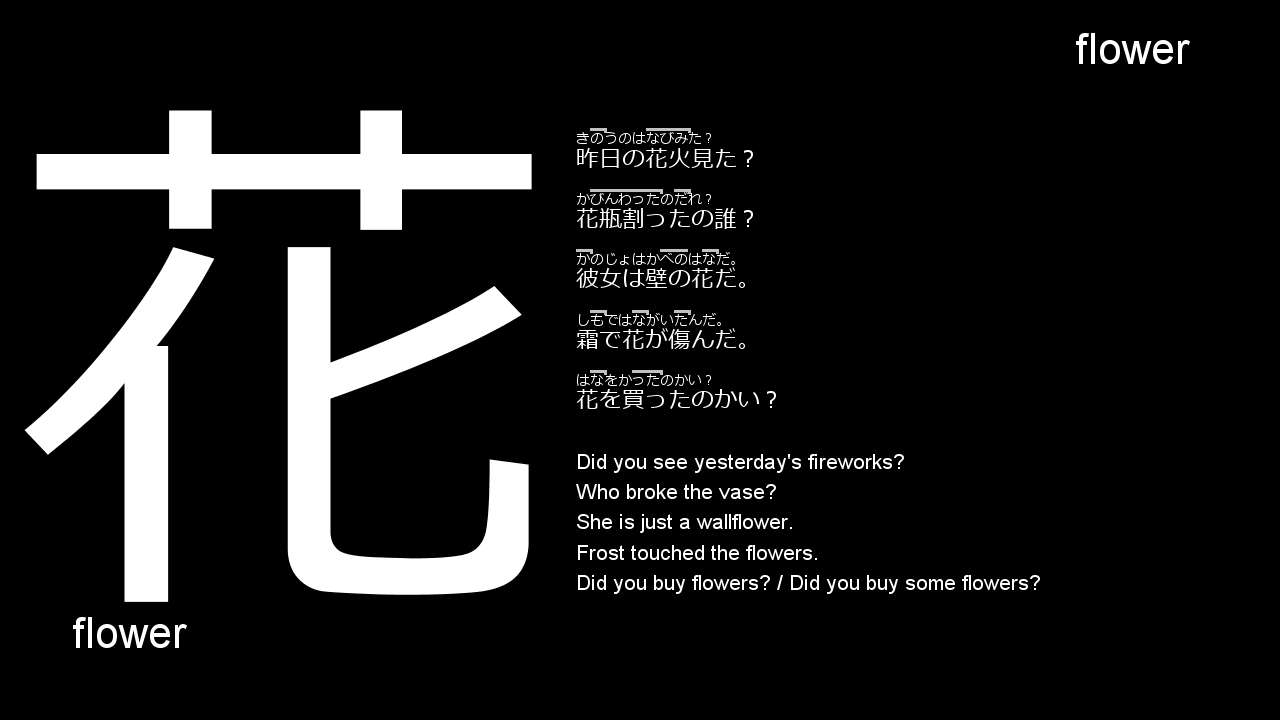 flower
花
flower
きのうのはなびみた？
昨日の花火見た？
かびんわったのだれ？
花瓶割ったの誰？
かのじょはかべのはなだ。
彼女は壁の花だ。
しもではながいたんだ。
霜で花が傷んだ。
はなをかったのかい？
花を買ったのかい？
Did you see yesterday's fireworks?
Who broke the vase?
She is just a wallflower.
Frost touched the flowers.
Did you buy flowers? / Did you buy some flowers?